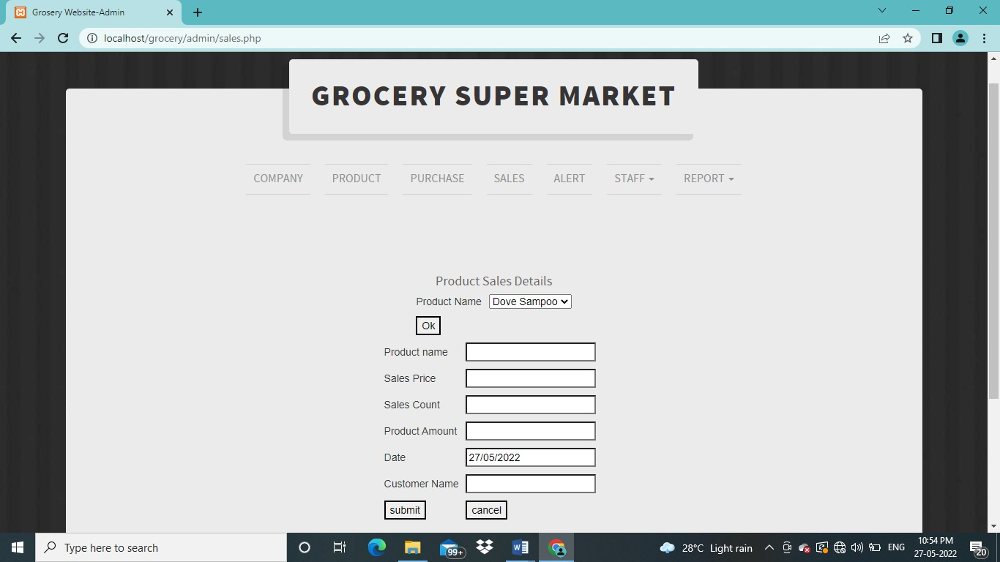 Grosery Website-Admin
localhost/grocery/admin/sales.php
GROCERY SUPER MARKET
COMPANY PRODUCT PURCHASE SALES ALERT STAFF REPORT
Product Sales Details
Product Name Dove Sampoo
Ok
Product name
Sales Price
Sales Count
Product Amount
Date 27/05/2022
Customer Name
submit cancel
Type here to search
99+
28°C Light rain
ENG
10:54 PM
27-05-2022
20